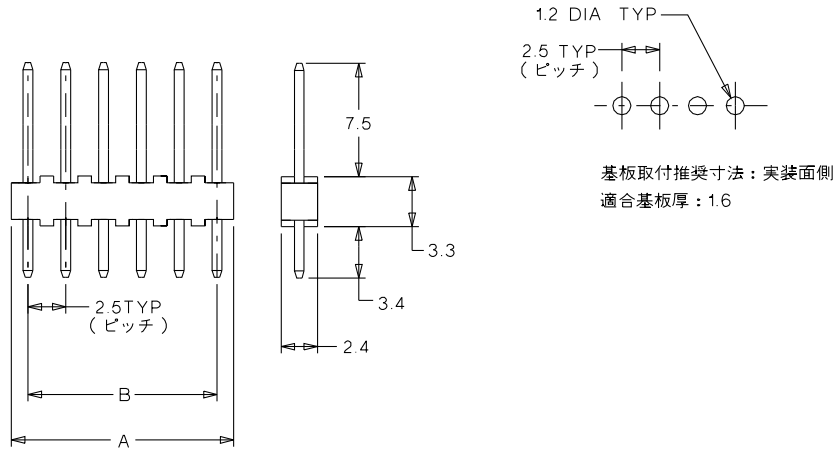 1.2 DIA TYP
2.5 TYP
(ピッチ)
7.5
基板取付推奨寸法:実装面側
適合基板厚:1.6
3.3
3.4
2.5TYP
(ピッチ)
2.4
B
A